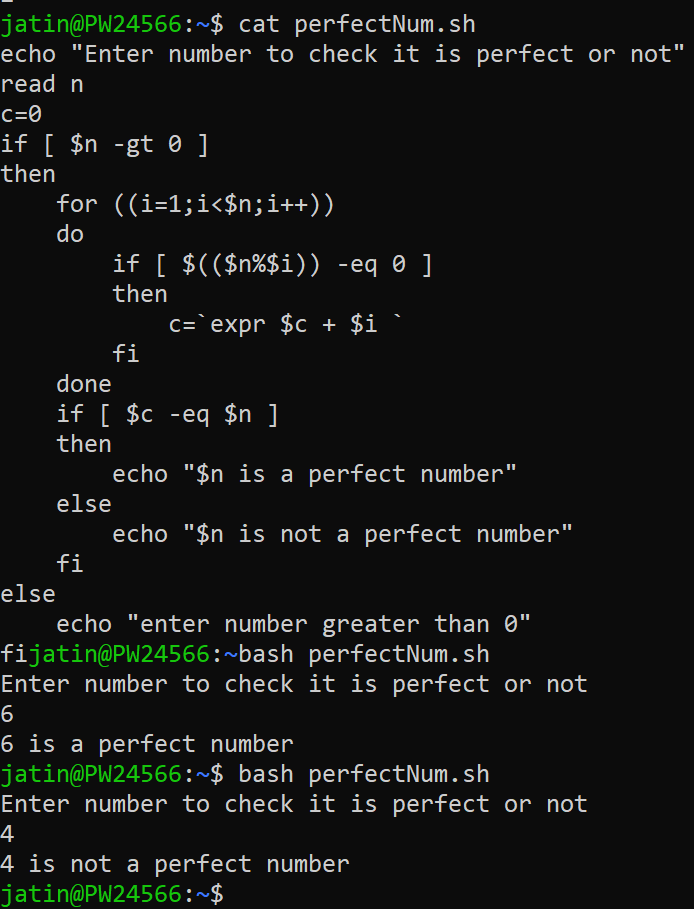 jatin@PW24566:~$ cat perfectNum.sh
echo "Enter number to check it is perfect or not"
read n
c=0
if [ $n -gt 0 ]
then
    for ((i=1;i<$n;i++))
    do
        if [ $(($n%$i)) -eq 0 ]
        then
            c=`expr $c + $i `
        fi
    done
    if [ $c -eq $n ]
    then
        echo "$n is a perfect number"
    else
        echo "$n is not a perfect number"
    fi
else
    echo "enter number greater than 0"
fijatin@PW24566:~bash perfectNum.sh
Enter number to check it is perfect or not
6
6 is a perfect number
jatin@PW24566:~$ bash perfectNum.sh
Enter number to check it is perfect or not
4
4 is not a perfect number
jatin@PW24566:~$